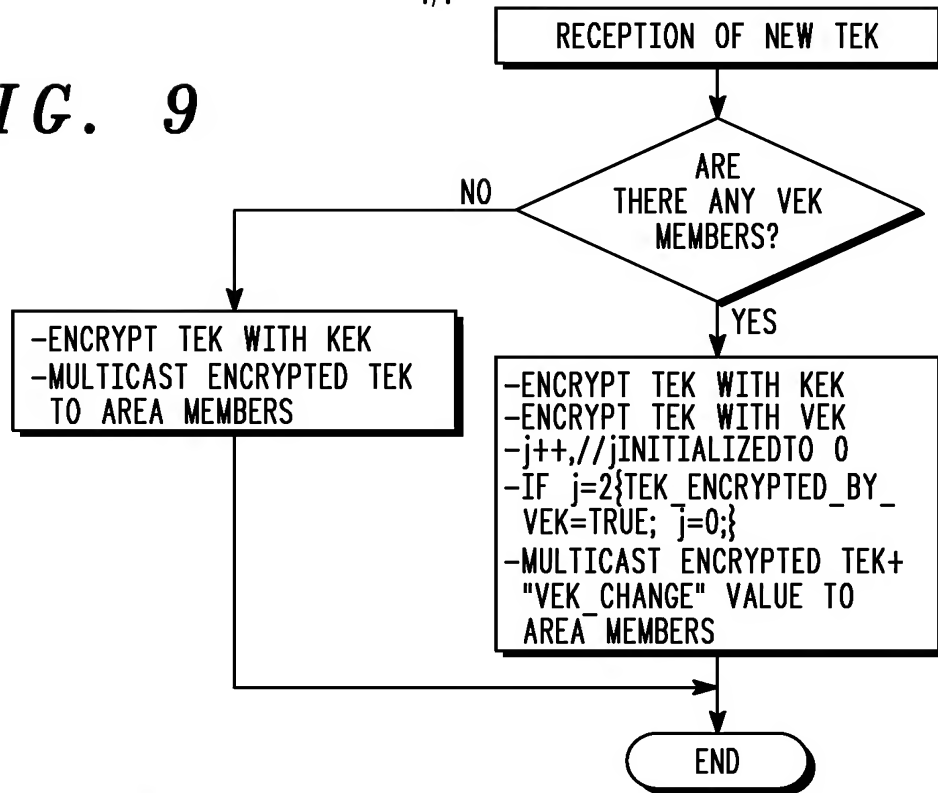 RECEPTION OF NEW TEK
IG. 9
ARE
THERE ANY VEK
MEMBERS?
NO
YES
-ENCRYPT TEK WITH KEK
-MULTICAST ENCRYPTED TEK
TO AREA MEMBERS
-ENCRYPT TEK WITH KEK
-ENCRYPT TEK WITH VEK
-j++,//jINITIALIZEDTO 0
-IF j=2{TEK_ENCRYPTED_BY_
VEK=TRUE; j=0;{
-MULTICAST ENCRYPTED TEK+
"VEK_CHANGE" VALUE TO
AREA MEMBERS
END